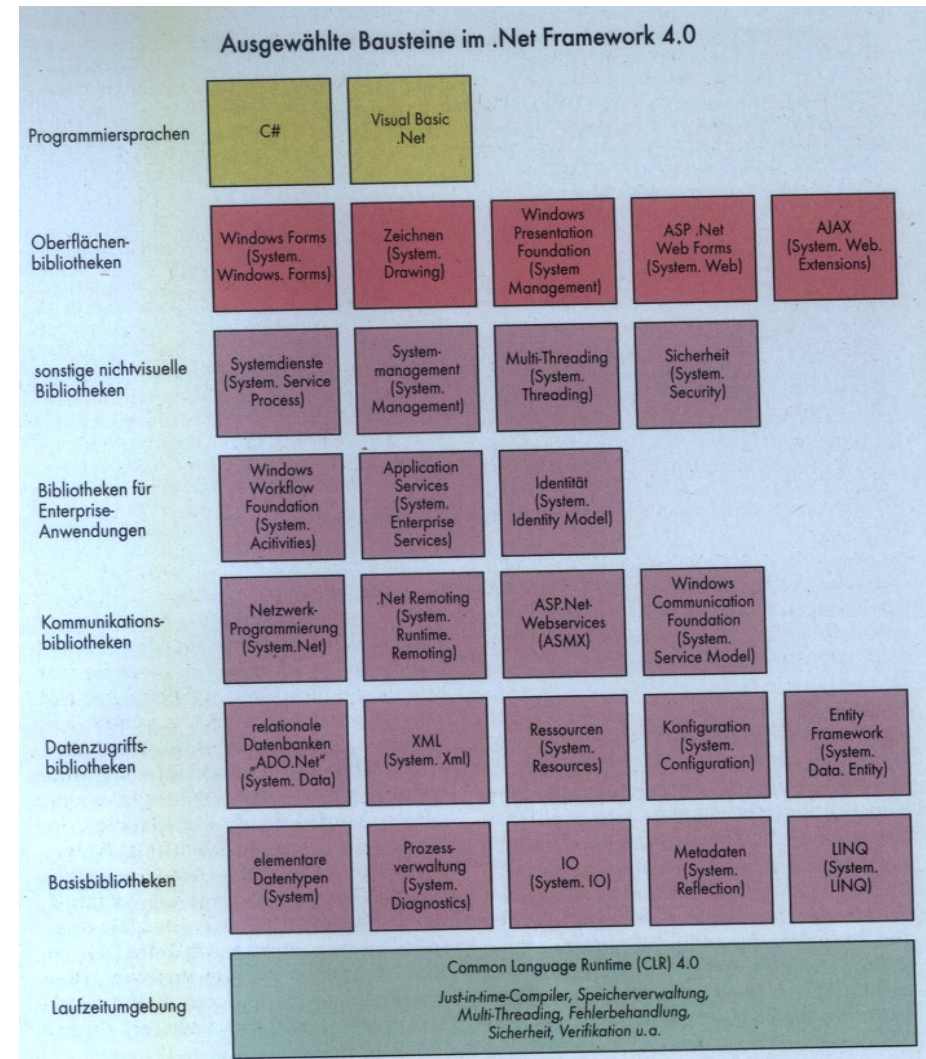 Ausgewählte Bausteine im .Net Framework 4.0
Programmiersprachen
C#
Visual Basic
.Net
Oberflächen-
bibliotheken
Windows Forms
(System.
Windows. Forms)
Zeichnen
(System.
Drawing)
Windows
Presentation
Foundation
(System
Management)
ASP .Net
Web Forms
(System. Web)
AJAX
(System. Web.
Extensions)
sonstige nichtvisuelle
Bibliotheken
Systemdienste
(System. Service
Process)
System-
management
(System.
Management)
Multi-Threading
(System.
Threading)
Sicherheit
(System.
Security)
Bibliotheken für
Enterprise-
Anwendungen
Windows
Workflow
Foundation
(System.
Acitivities)
Application
Services
(System.
Enterprise
Services)
Identität
(System.
Identity Model)
Kommunikations-
bibliotheken
Netzwerk-
Programmierung
(System.Net)
.Net Remoting
(System.
Runtime.
Remoting)
ASP.Net-
Webservices
(ASMX)
Windows
Communication
Foundation
(System.
Service Model)
Datenzugriffs-
bibliotheken
relationale
Datenbanken
„ADO.Net"
(System. Data)
XML
(System. Xml)
Ressourcen
(System.
Resources)
Konfiguration
(System.
Configuration)
Entity
Framework
(System.
Data. Entity)
Basisbibliotheken
elementare
Datentypen
(System)
Prozess-
verwaltung
(System.
Diagnostics)
IO
(System. IO)
Metadaten
(System.
Reflection)
LINQ
(System.
LINQ)
Laufzeitumgebung
Common Language Runtime (CLR) 4.0
Just-in-time-Compiler, Speicherverwaltung,
Multi-Threading, Fehlerbehandlung,
Sicherheit, Verifikation u.a.